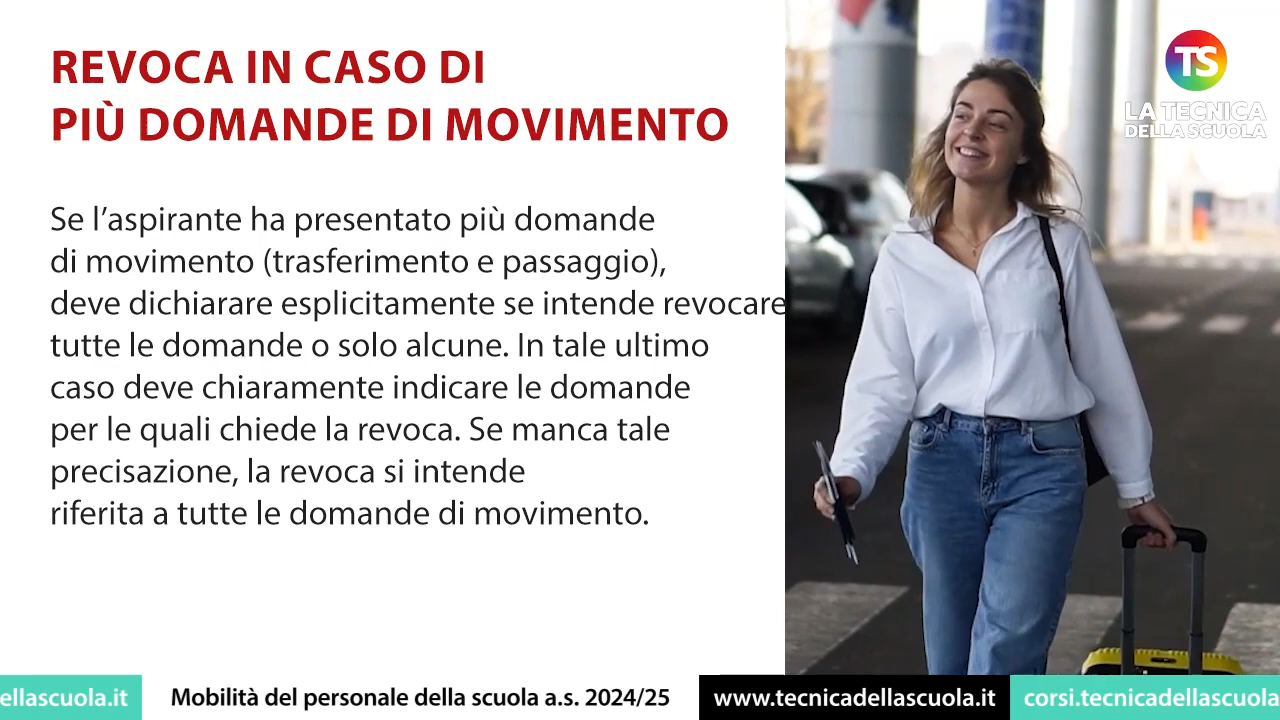 REVOCA IN CASO DI
PIÙ DOMANDE DI MOVIMENTO
Se l’aspirante ha presentato più domande
di movimento (trasferimento e passaggio),
deve dichiarare esplicitamente se intende revocare
tutte le domande o solo alcune. In tale ultimo
caso deve chiaramente indicare le domande
per le quali chiede la revoca. Se manca tale
precisazione, la revoca si intende
riferita a tutte le domande di movimento.
TS
LA TECNICA
DELLA SCUOLA
ellascuola.it
Mobilità del personale della scuola a.s. 2024/25
www.tecnicadellascuola.it
corsi.tecnicadellascuola